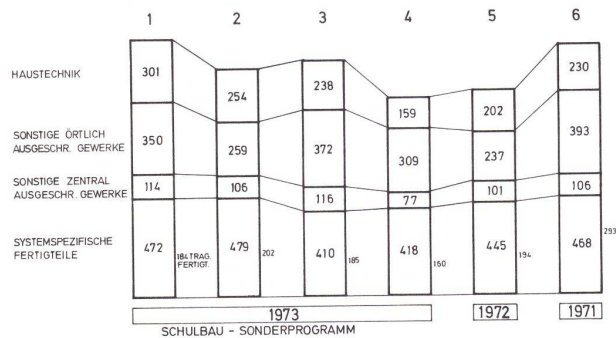 1 2 3 4 5 6
HAUSTECHNIK 301 254 238 159 202 230
SONSTIGE ÖRTLICH
AUSGESCHR. GEWERKE 350 259 372 309 237 393
SONSTIGE ZENTRAL
AUSGESCHR. GEWERKE 114 106 116 77 101 106
SYSTEMSPEZIFISCHE
FERTIGTEILE 472 184 TRAG. FERTIGT. 479 202 410 185 418 160 445 194 468 293
1973 1972 1971
SCHULBAU - SONDERPROGRAMM